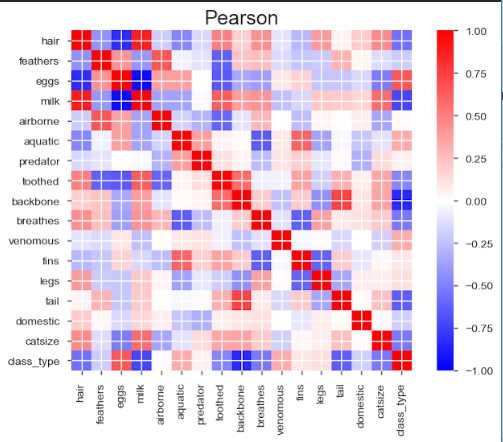 Pearson
hair
feathers
eggs
milk
airborne
aquatic
predator
toothed
backbone
breathes
venomous
fins
legs
tail
domestic
catsize
class_type
hair
feathers
eggs
milk
airborne
aquatic
predator
toothed
backbone
breathes
venomous
fins
legs
tail
domestic
catsize
class_type
1.00
0.75
0.50
0.25
0.00
−0.25
−0.50
−0.75
−1.00